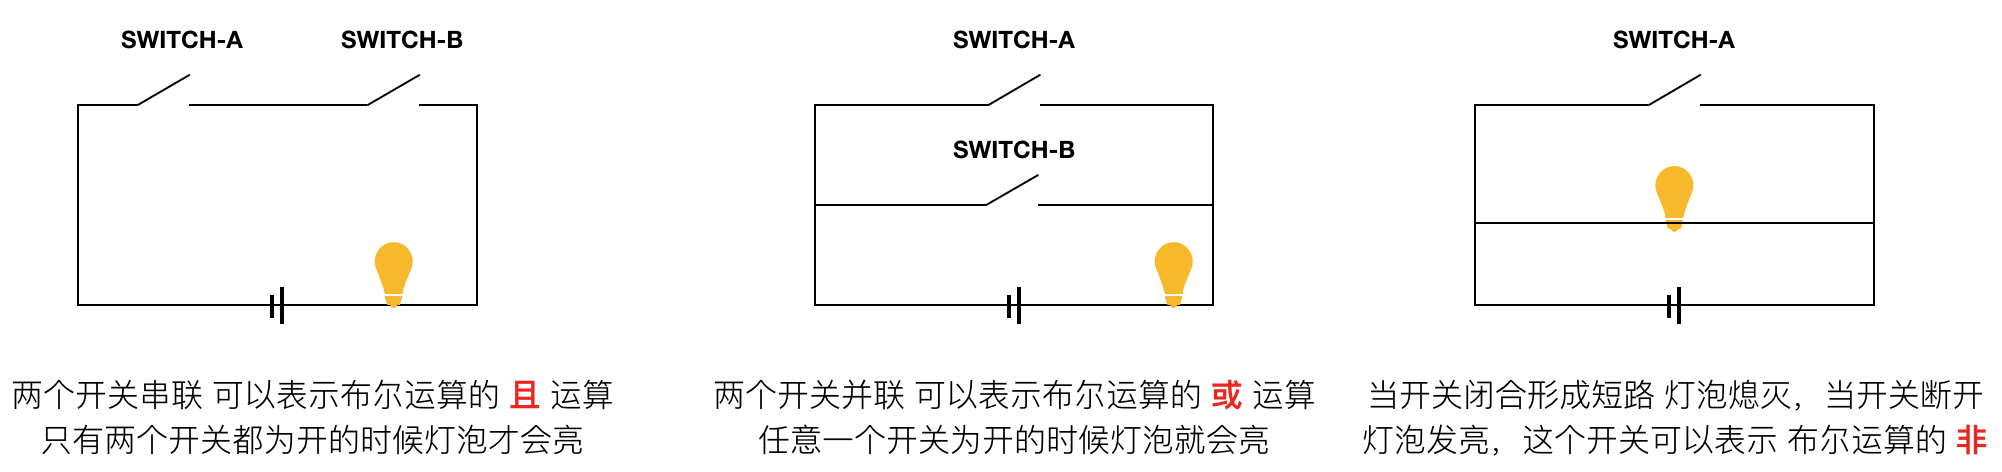 SWITCH-A
SWITCH-B
两个开关串联 可以表示布尔运算的 且 运算
只有两个开关都为开的时候灯泡才会亮
SWITCH-A
SWITCH-B
两个开关并联 可以表示布尔运算的 或 运算
任意一个开关为开的时候灯泡就会亮
SWITCH-A
当开关闭合形成短路 灯泡熄灭，当开关断开
灯泡发亮，这个开关可以表示 布尔运算的 非